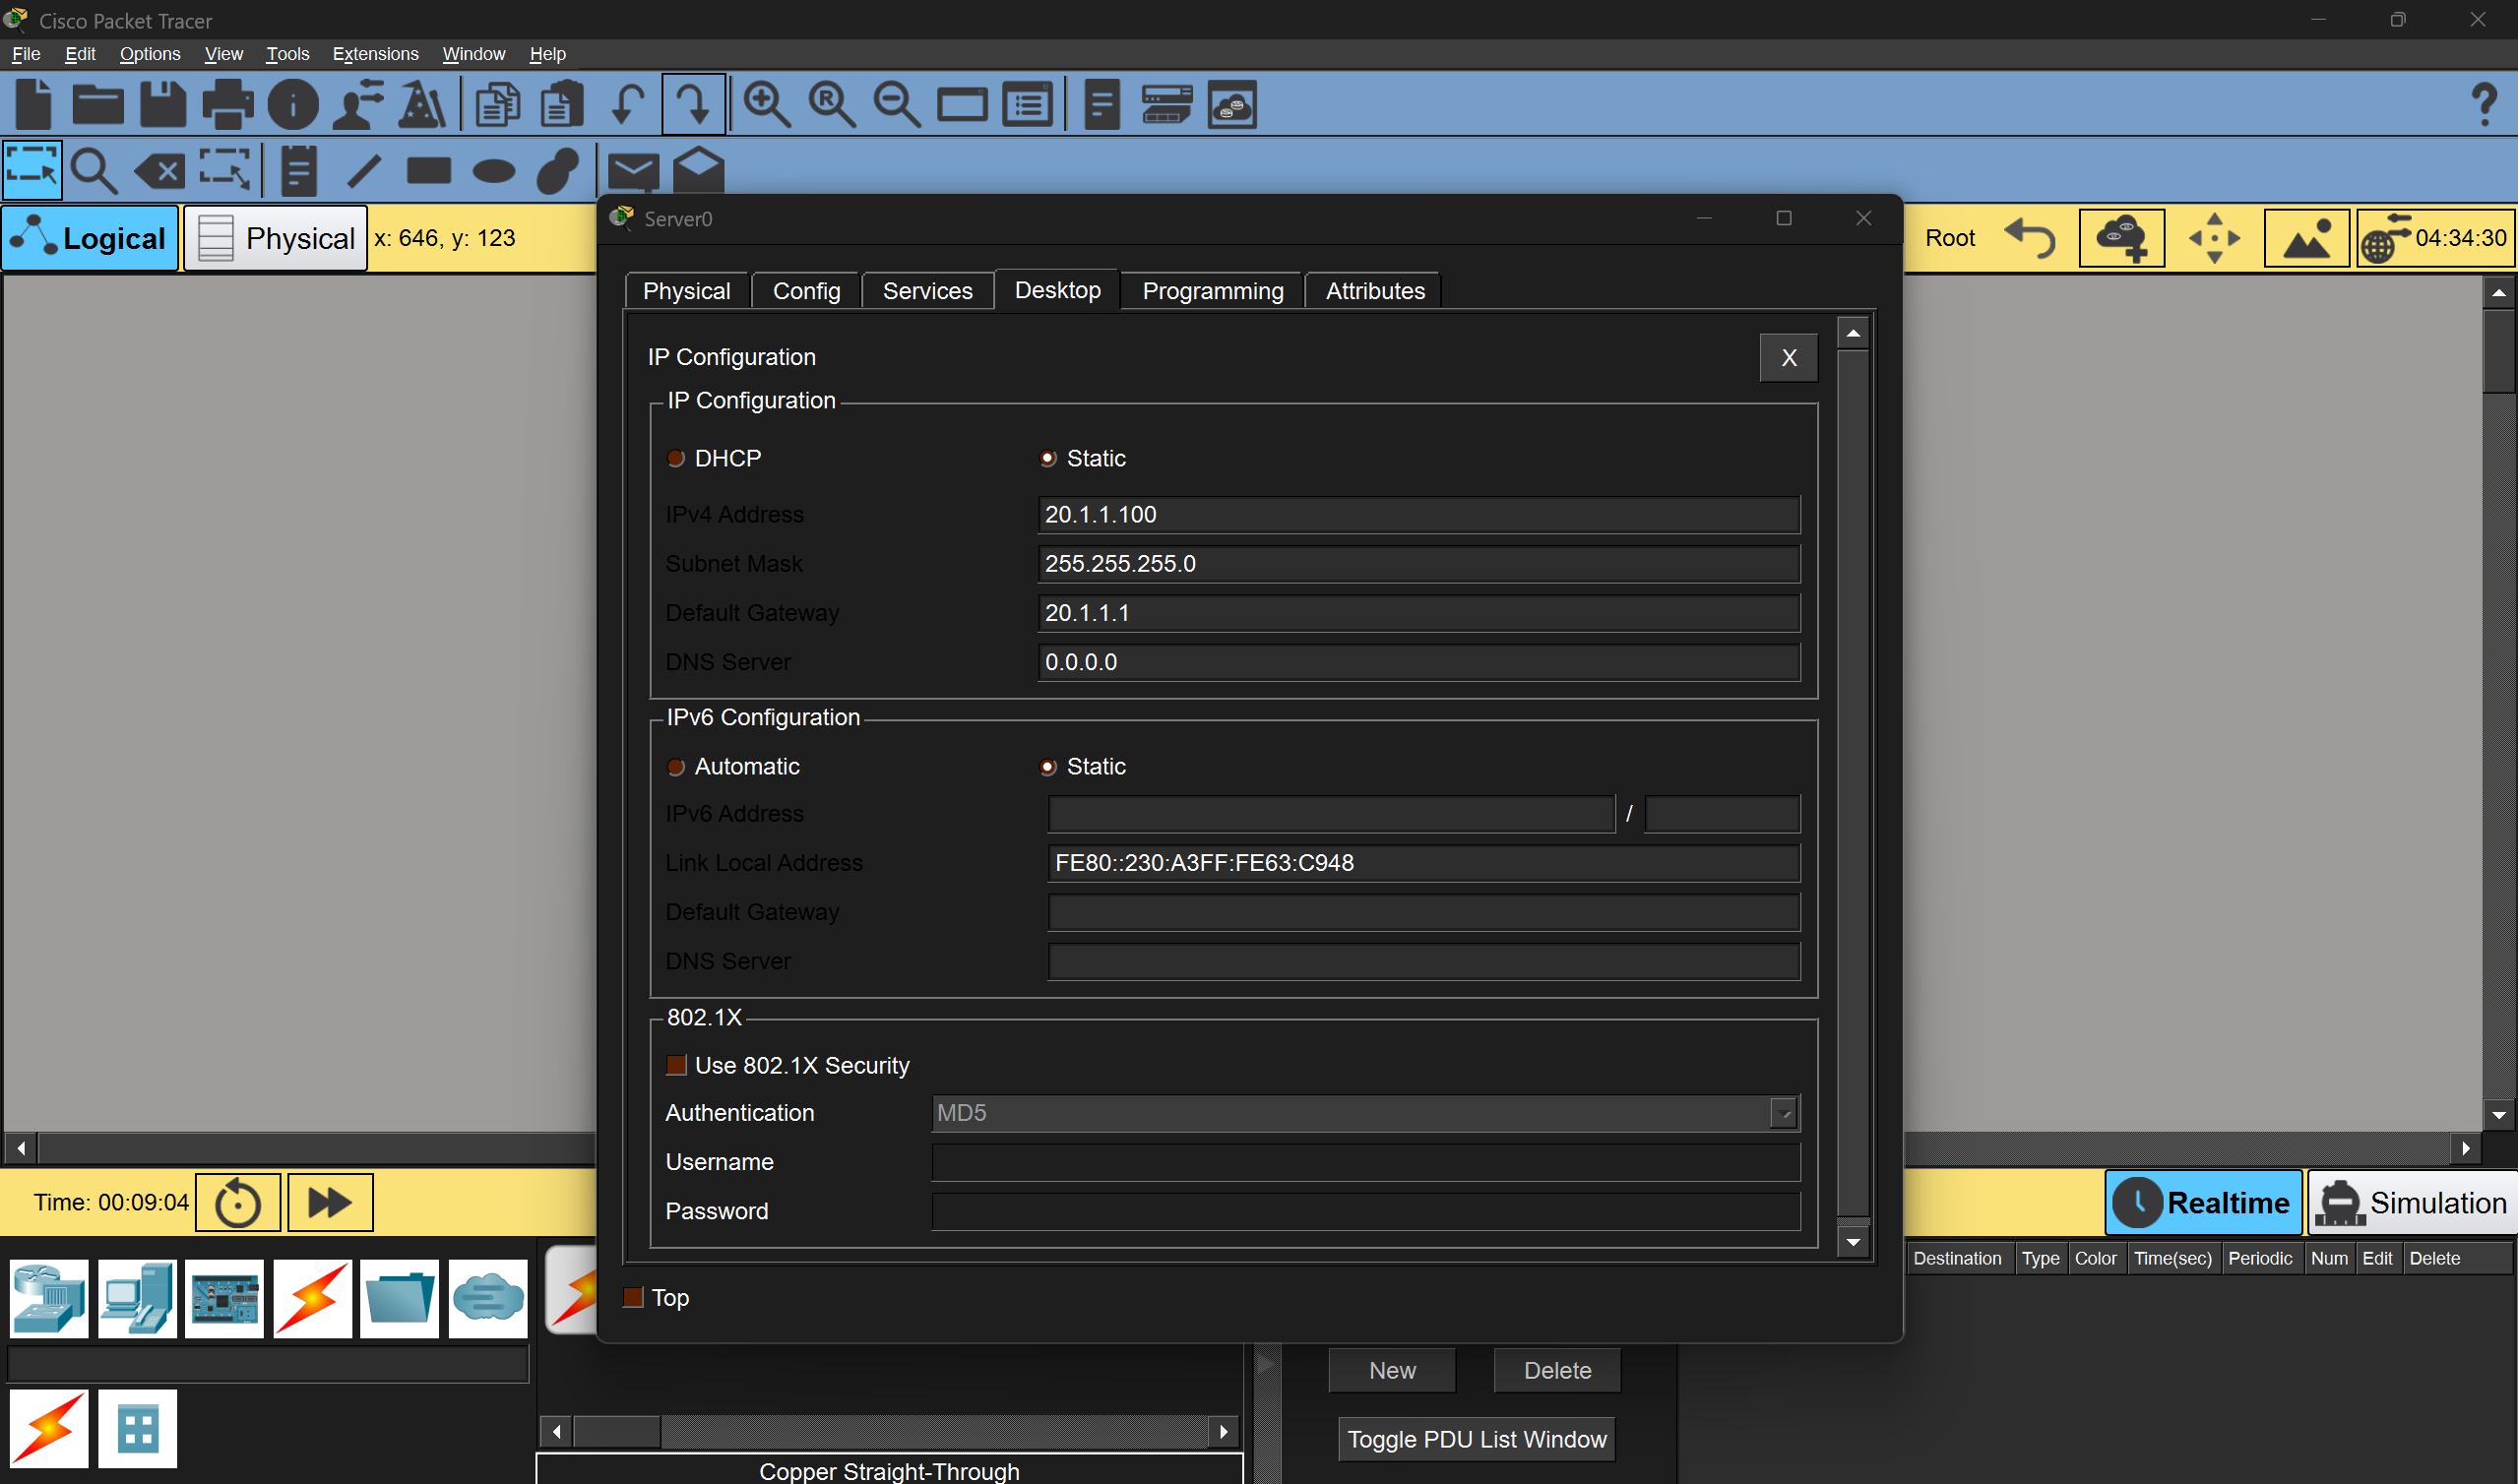 Cisco Packet Tracer
File Edit Options View Tools Extensions Window Help
Logical Physical x: 646, y: 123
Root 04:34:30
Server0
Physical Config Services Desktop Programming Attributes
IP Configuration X
IP Configuration
DHCP Static
IPv4 Address 20.1.1.100
Subnet Mask 255.255.255.0
Default Gateway 20.1.1.1
DNS Server 0.0.0.0
IPv6 Configuration
Automatic Static
IPv6 Address /
Link Local Address FE80::230:A3FF:FE63:C948
Default Gateway
DNS Server
802.1X
Use 802.1X Security
Authentication MD5
Username
Password
Top
Time: 00:09:04
Realtime Simulation
Destination Type Color Time(sec) Periodic Num Edit Delete
New Delete
Toggle PDU List Window
Copper Straight-Through